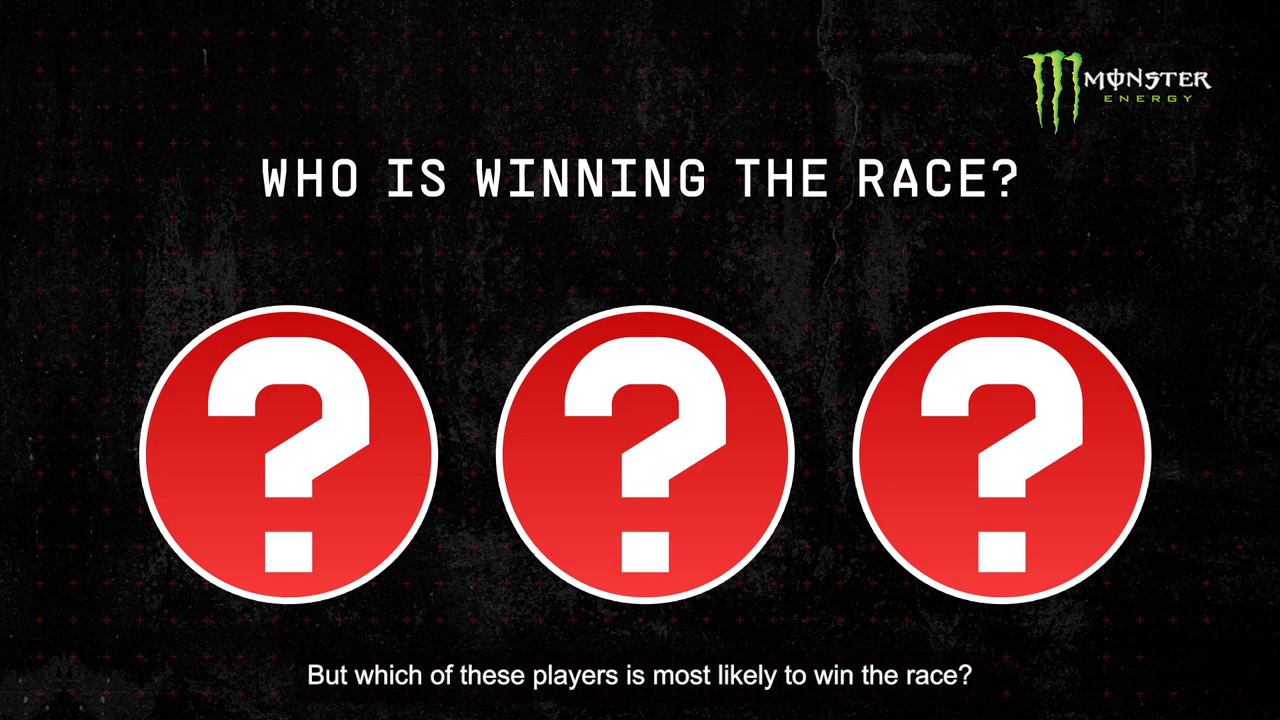 MONSTER
ENERGY
WHO IS WINNING THE RACE?
? ? ?
But which of these players is most likely to win the race?